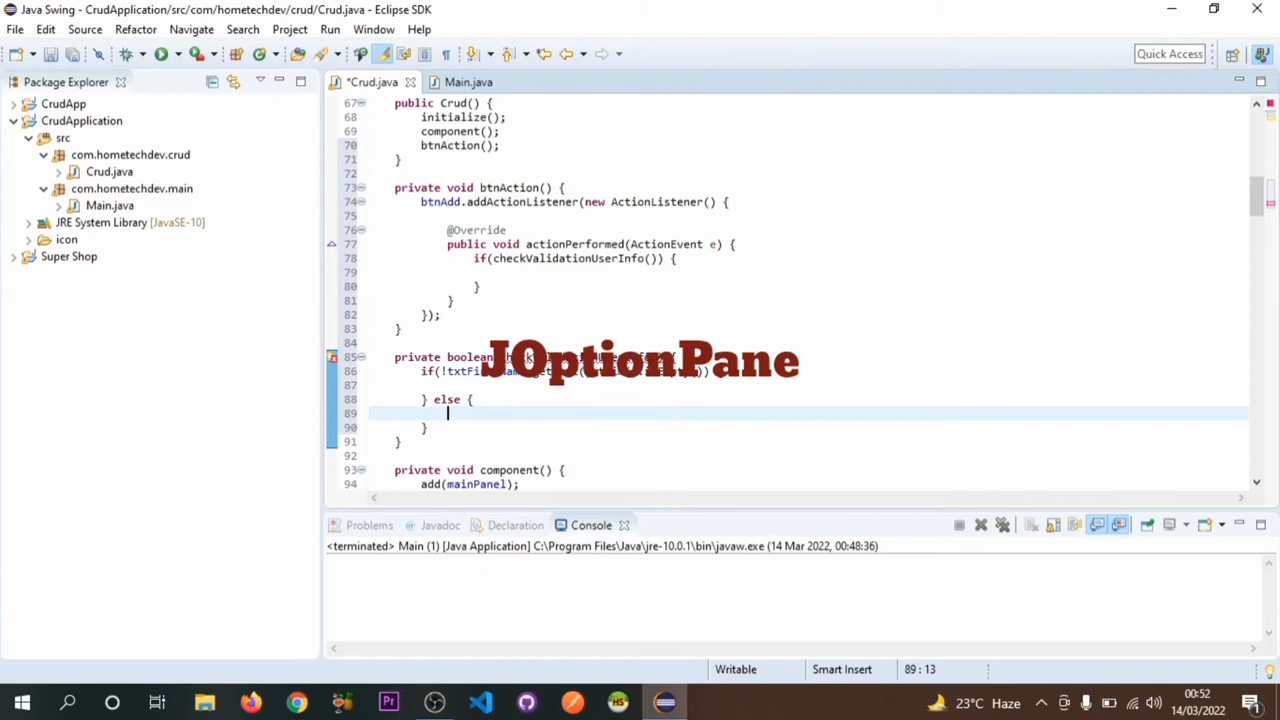 Java Swing - CrudApplication/src/com/hometechdev/crud/Crud.java - Eclipse SDK
File Edit Source Refactor Navigate Search Project Run Window Help
Quick Access
Package Explorer
*Crud.java
Main.java
CrudApp
CrudApplication
src
com.hometechdev.crud
Crud.java
com.hometechdev.main
Main.java
JRE System Library [JavaSE-10]
icon
Super Shop
67 public Crud() {
68 initialize();
69 component();
70 btnAction();
71 }
72
73 private void btnAction() {
74 btnAdd.addActionListener(new ActionListener() {
75
76 @Override
77 public void actionPerformed(ActionEvent e) {
78 if(checkValidationUserInfo()) {
79
80 }
81 }
82 });
83 }
84
85 private boolean
JOptionPane
86 if(!
87
88 } else {
89
90 }
91 }
92
93 private void component() {
94 add(mainPanel);
Problems Javadoc Declaration Console
<terminated> Main (1) [Java Application] C:\Program Files\Java\jre-10.0.1\bin\javaw.exe (14 Mar 2022, 00:48:36)
Writable Smart Insert 89 : 13
Pr
HS
23°C Haze
00:52
14/03/2022
1